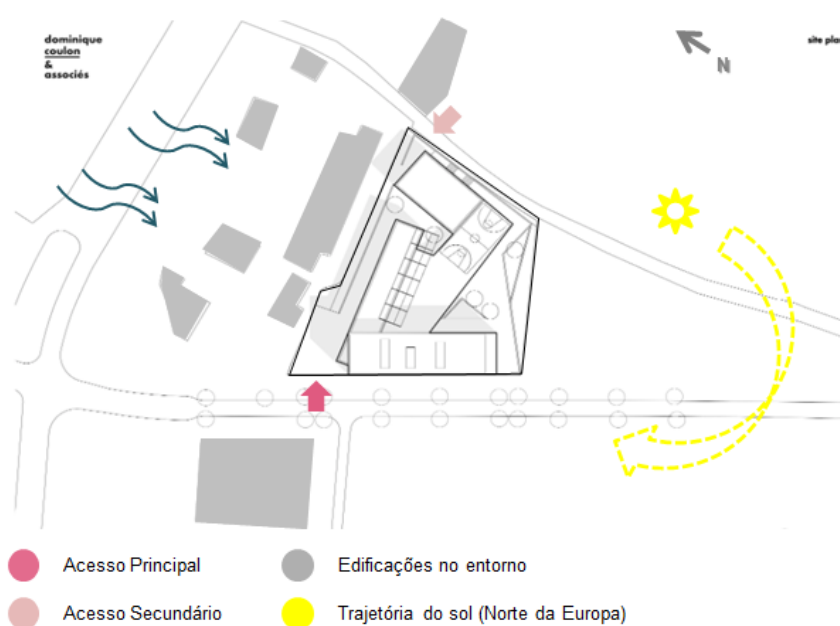 dominique
coulon
&
associés
site plan
N
Acesso Principal
Edificações no entorno
Acesso Secundário
Trajetória do sol (Norte da Europa)